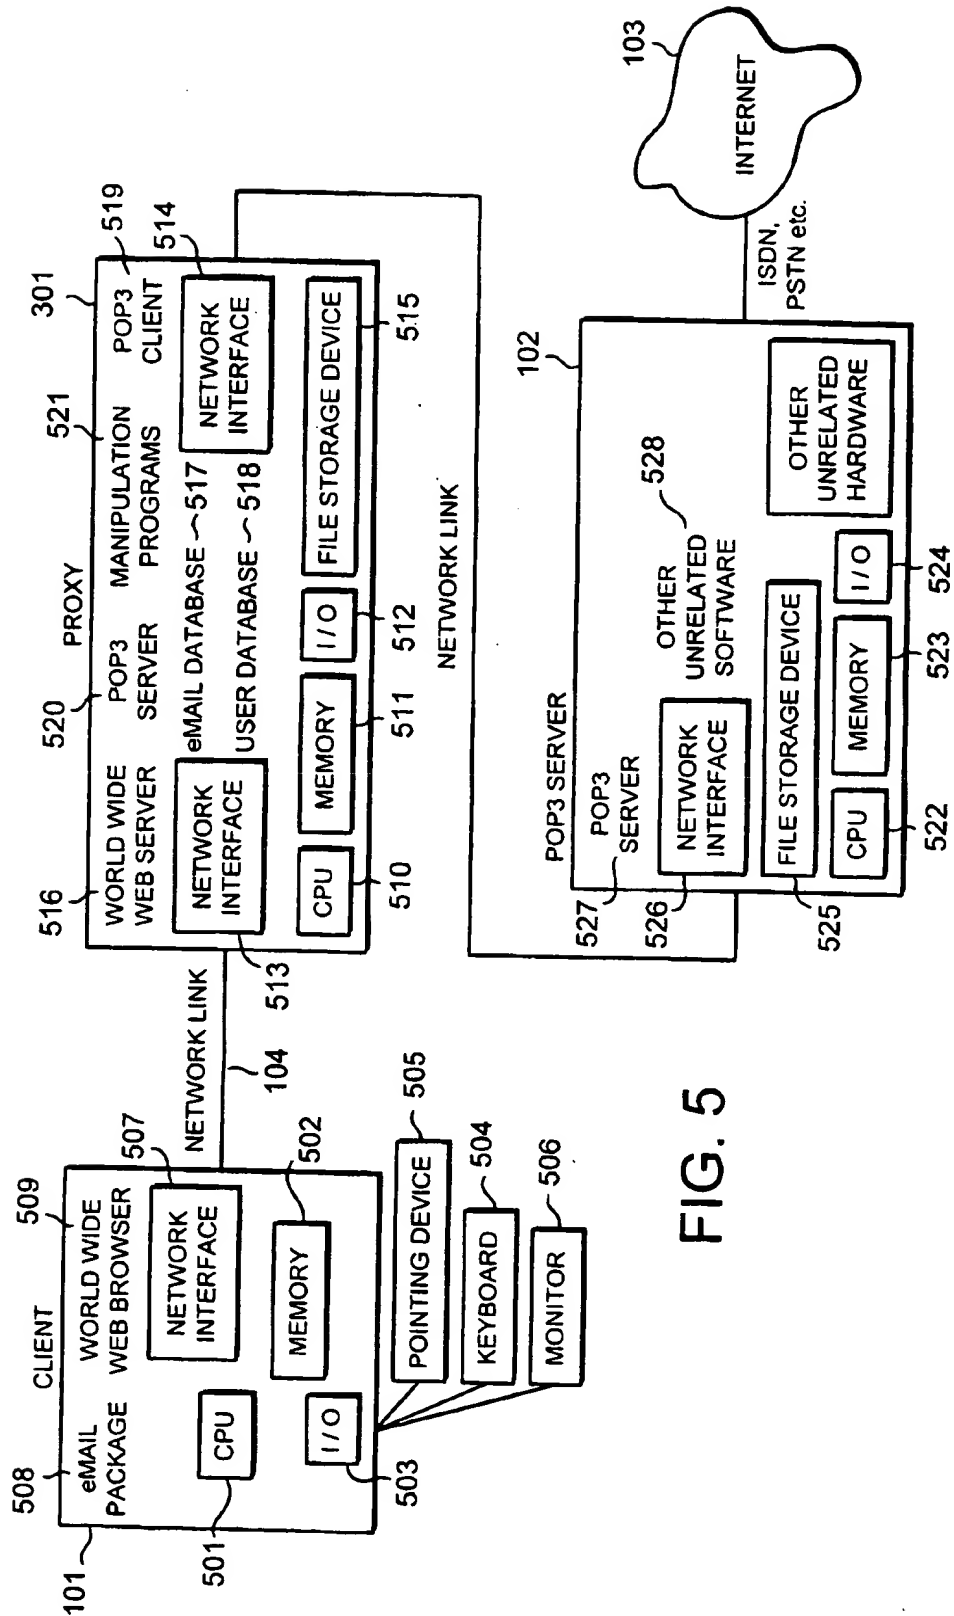 CLIENT
101
508
509
eMAIL
PACKAGE
WORLD WIDE
WEB BROWSER
507
NETWORK
INTERFACE
CPU
501
MEMORY
502
I / O
503
POINTING DEVICE
505
KEYBOARD
504
MONITOR
506
NETWORK LINK
104
PROXY
301
516
WORLD WIDE
WEB SERVER
520
POP3
SERVER
521
MANIPULATION
PROGRAMS
POP3
CLIENT
519
514
NETWORK
INTERFACE
513
eMAIL DATABASE
517
USER DATABASE
518
NETWORK
INTERFACE
CPU
510
MEMORY
511
I / O
512
FILE STORAGE DEVICE
515
NETWORK LINK
POP3 SERVER
102
POP3
SERVER
527
NETWORK
INTERFACE
526
OTHER
UNRELATED
SOFTWARE
528
FILE STORAGE DEVICE
525
CPU
522
MEMORY
523
I / O
524
OTHER
UNRELATED
HARDWARE
ISDN,
PSTN etc.
INTERNET
103
FIG. 5